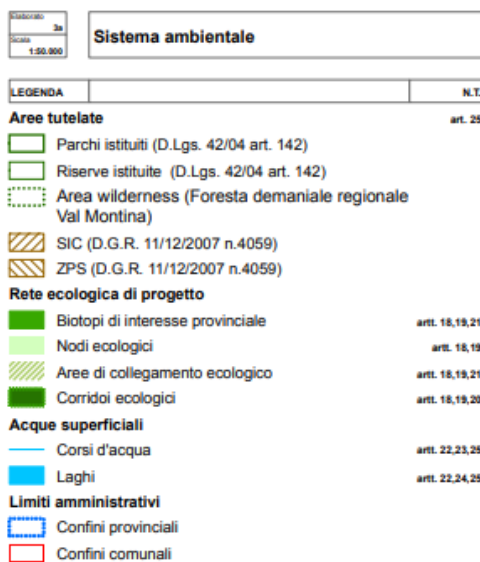 Elaborato
3a
Scala
1:50.000
Sistema ambientale
LEGENDA N.T.
Aree tutelate art. 25
Parchi istituiti (D.Lgs. 42/04 art. 142)
Riserve istituite (D.Lgs. 42/04 art. 142)
Area wilderness (Foresta demaniale regionale
Val Montina)
SIC (D.G.R. 11/12/2007 n.4059)
ZPS (D.G.R. 11/12/2007 n.4059)
Rete ecologica di progetto
Biotopi di interesse provinciale artt. 18,19,21
Nodi ecologici artt. 18,19
Aree di collegamento ecologico artt. 18,19,21
Corridoi ecologici artt. 18,19,20
Acque superficiali
Corsi d'acqua artt. 22,23,25
Laghi artt. 22,24,25
Limiti amministrativi
Confini provinciali
Confini comunali